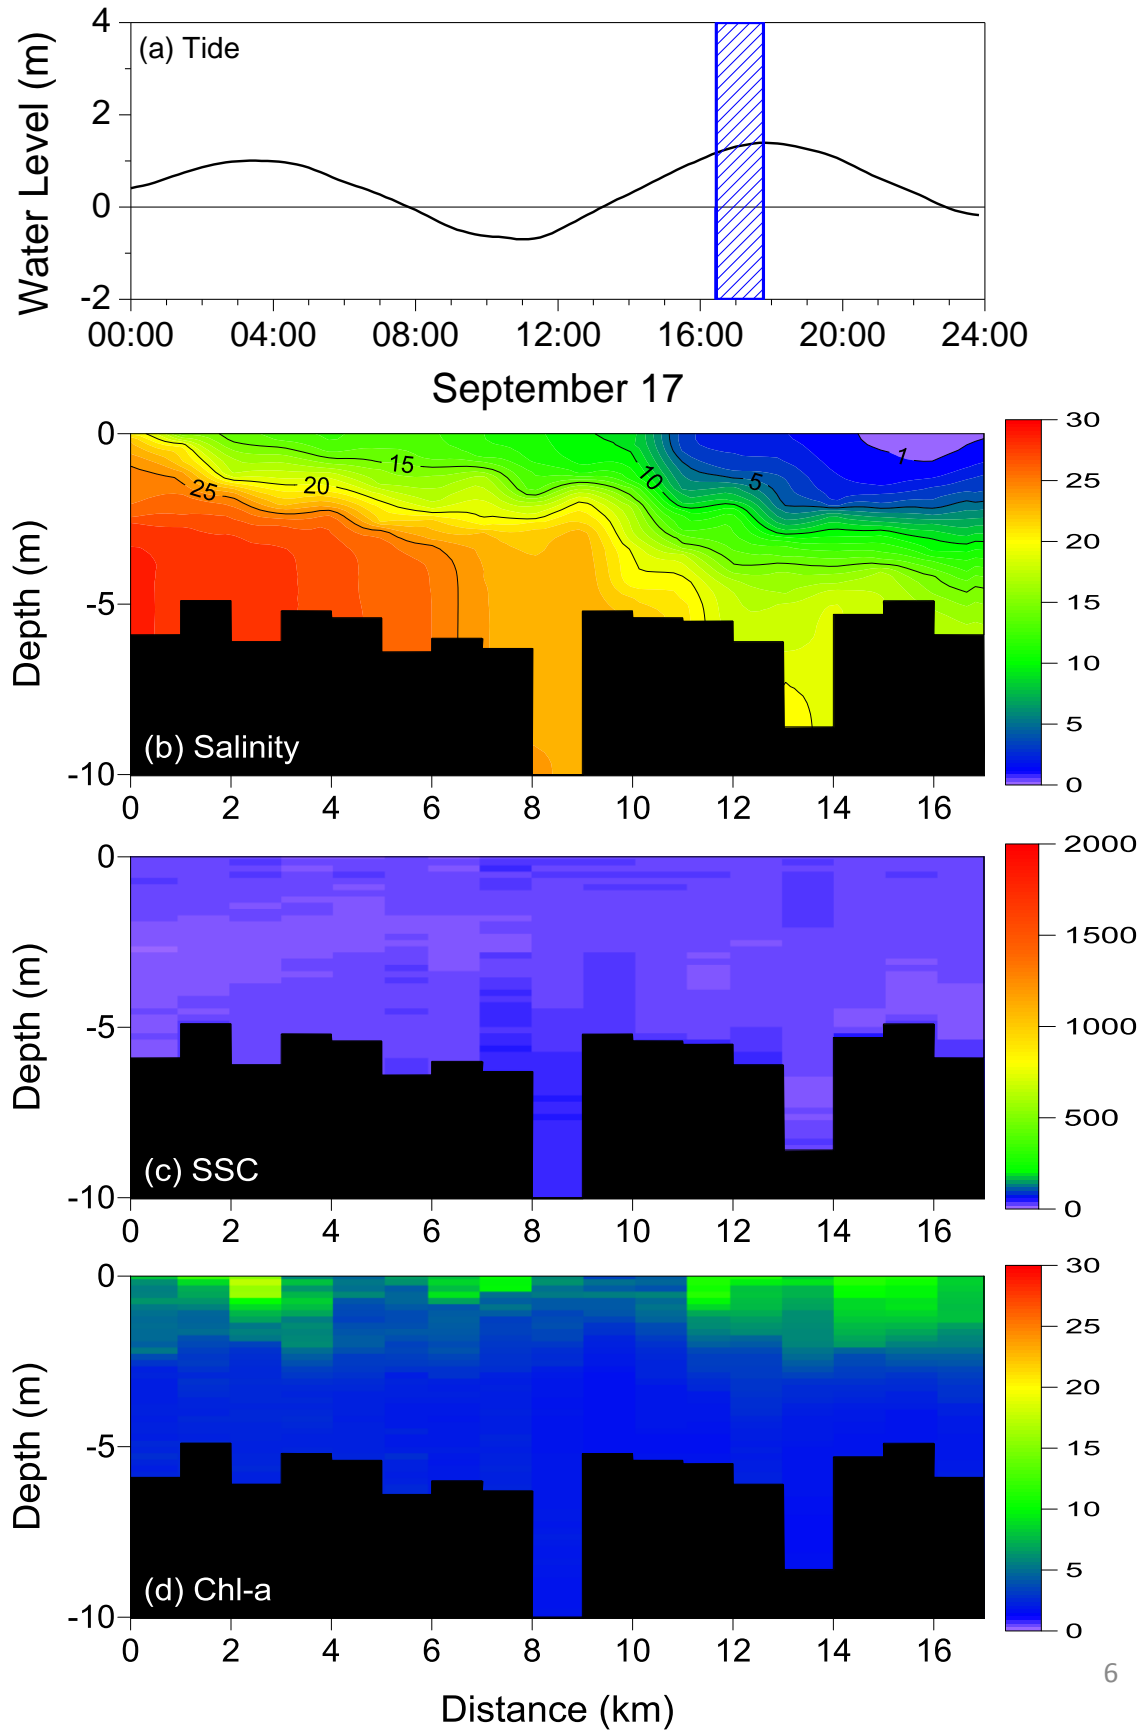 (a) Tide
Water Level (m)
4
2
0
-2
00:00 04:00 08:00 12:00 16:00 20:00 24:00
September 17
Depth (m)
0
-5
-10
25 20 15 10 5 1
(b) Salinity
0 2 4 6 8 10 12 14 16
30
25
20
15
10
5
0
Depth (m)
0
-5
-10
(c) SSC
0 2 4 6 8 10 12 14 16
2000
1500
1000
500
0
Depth (m)
0
-5
-10
(d) Chl-a
0 2 4 6 8 10 12 14 16
30
25
20
15
10
5
0
Distance (km)
6